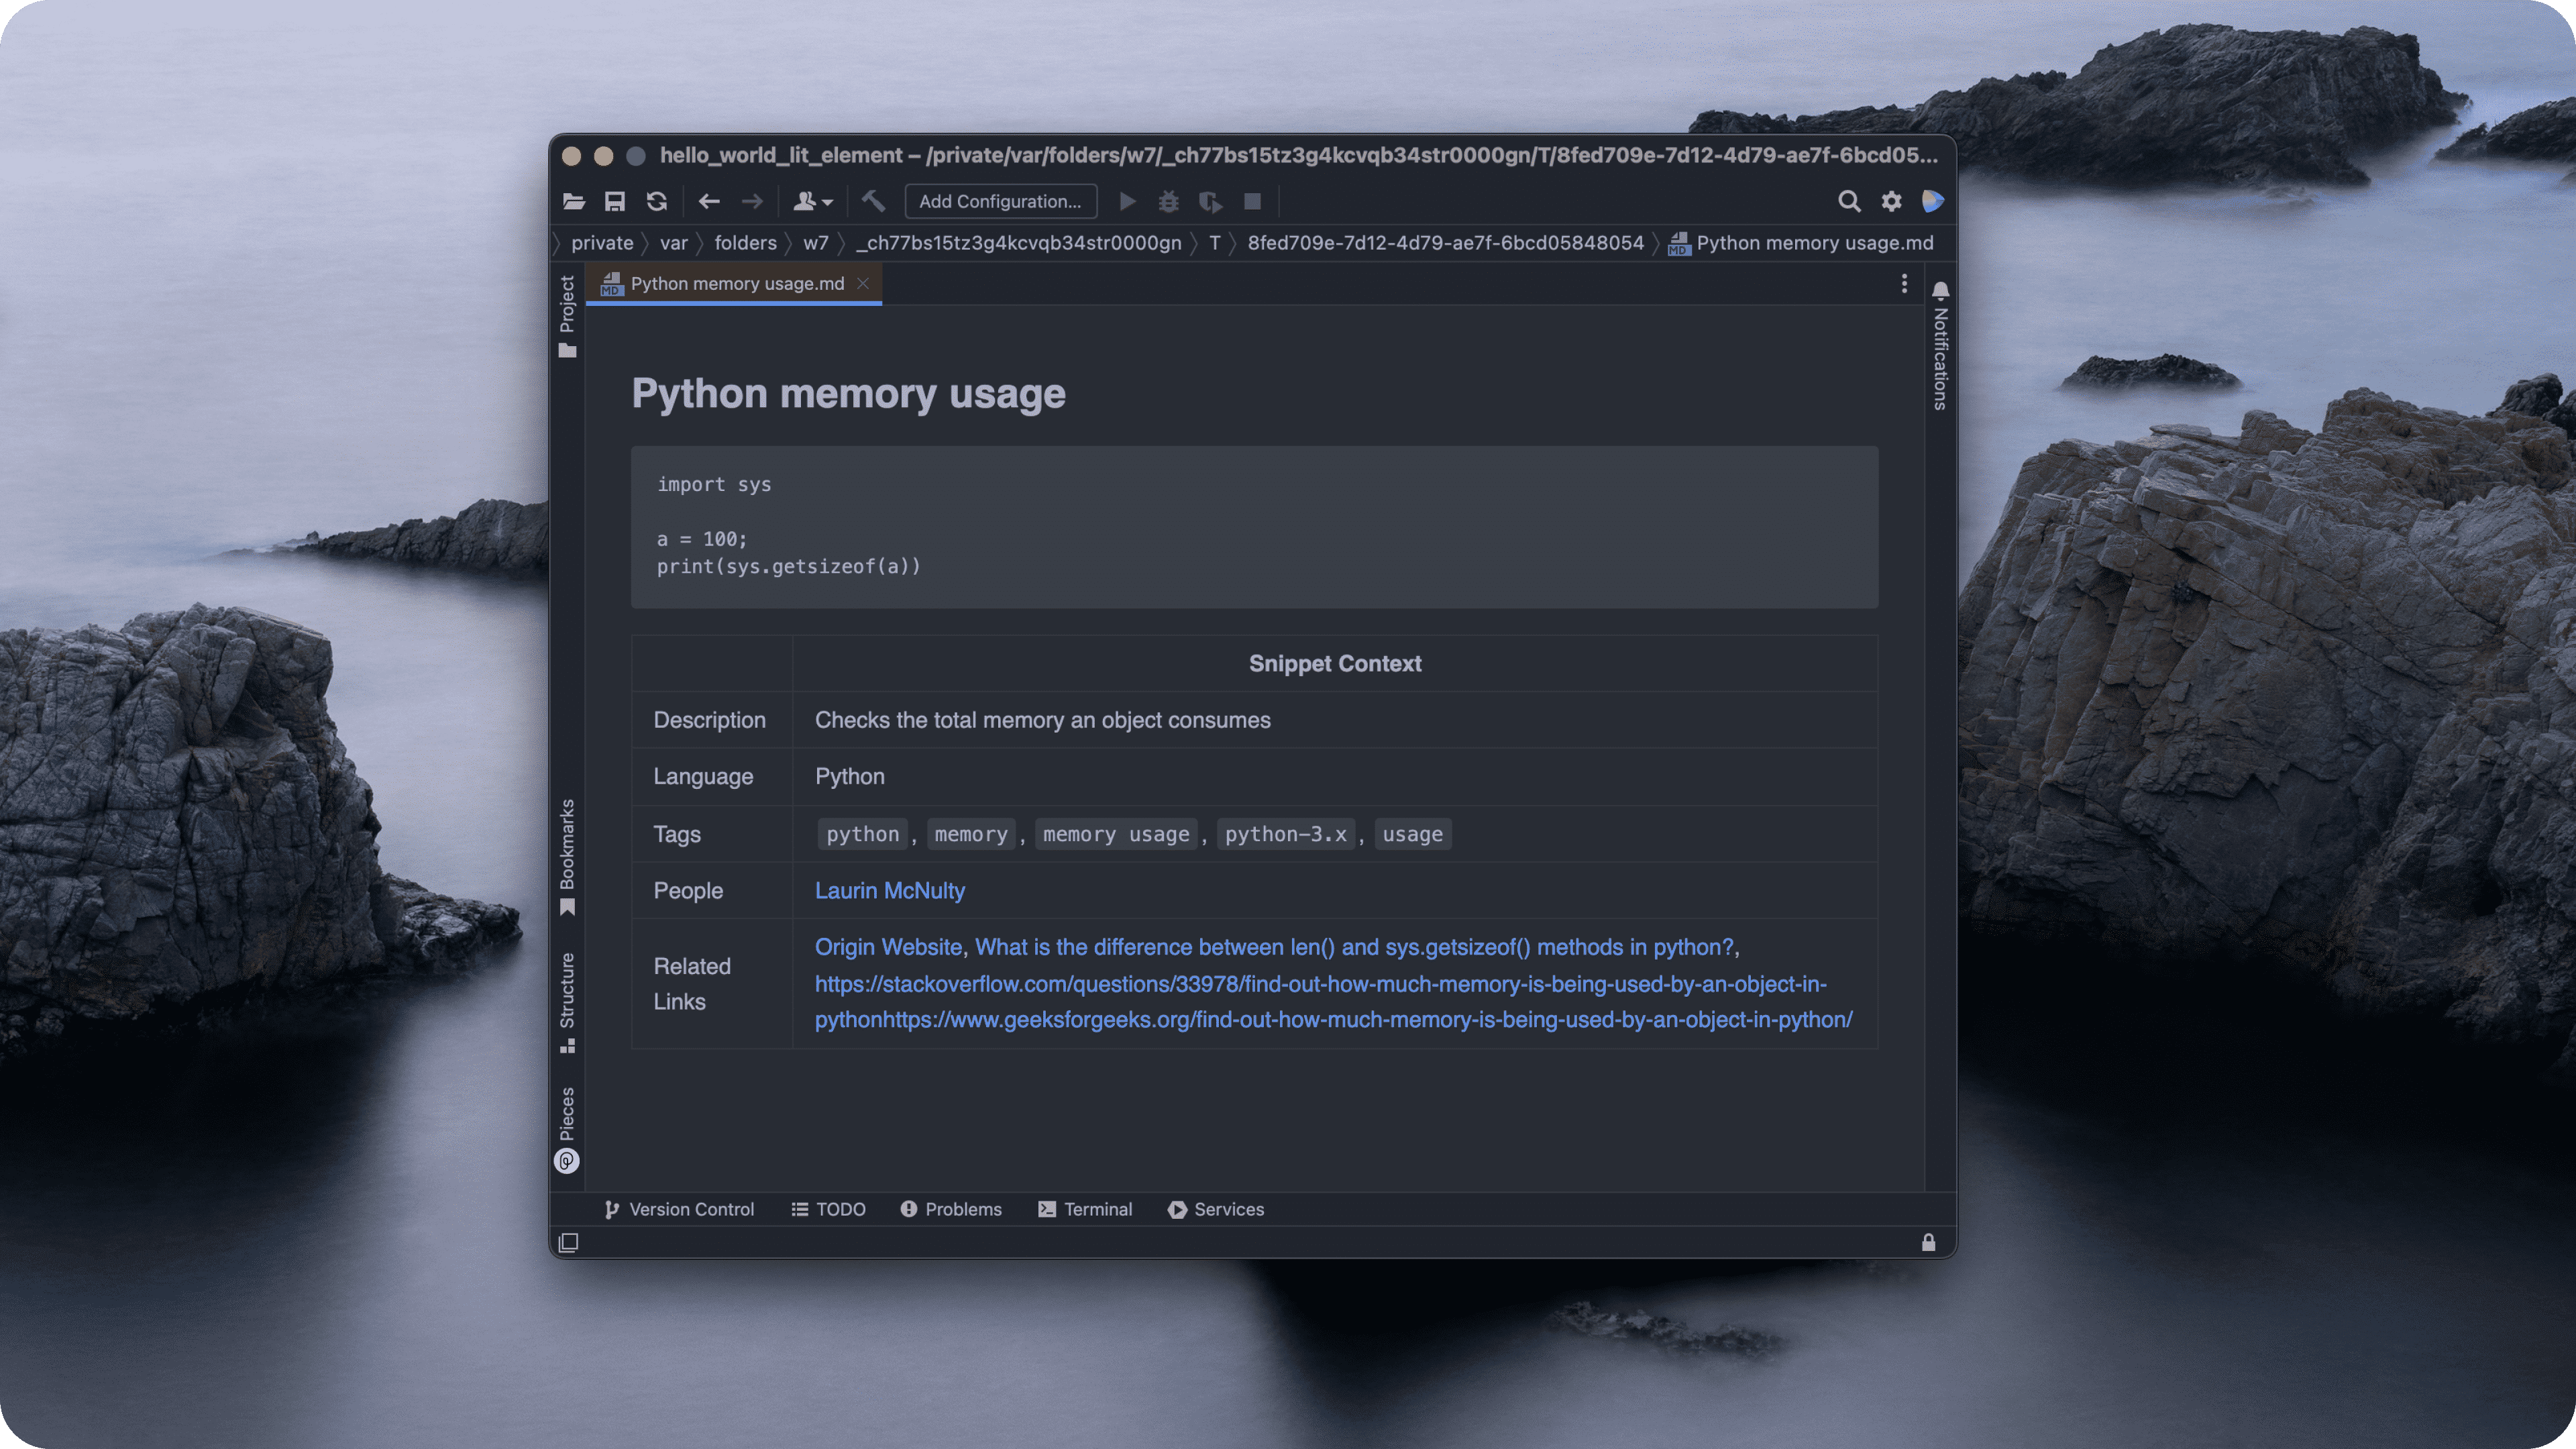 hello_world_lit_element – /private/var/folders/w7/_ch77bs15tz3g4kcvqb34str0000gn/T/8fed709e-7d12-4d79-ae7f-6bcd05...
Add Configuration...
private var folders w7 _ch77bs15tz3g4kcvqb34str0000gn T 8fed709e-7d12-4d79-ae7f-6bcd05848054 MD Python memory usage.md
Project
MD Python memory usage.md
Notifications
Python memory usage
import sys
a = 100;
print(sys.getsizeof(a))
Snippet Context
Description Checks the total memory an object consumes
Language Python
Tags python, memory, memory usage, python-3.x, usage
People Laurin McNulty
Related Links
Origin Website, What is the difference between len() and sys.getsizeof() methods in python?,
https://stackoverflow.com/questions/33978/find-out-how-much-memory-is-being-used-by-an-object-in-
pythonhttps://www.geeksforgeeks.org/find-out-how-much-memory-is-being-used-by-an-object-in-python/
Bookmarks
Structure
Pieces
Version Control TODO Problems Terminal Services